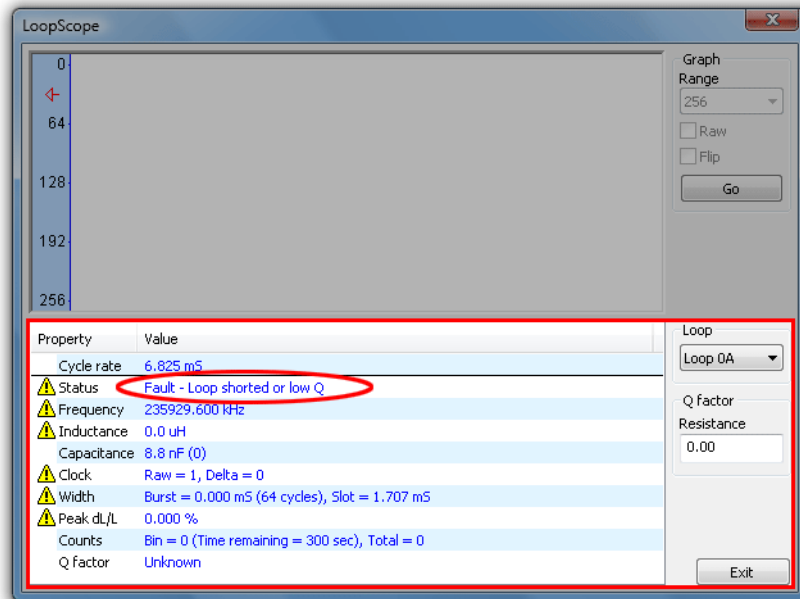 LoopScope
0
64
128
192
256
Graph
Range
256
Raw
Flip
Go
Property Value
Cycle rate 6.825 mS
Status Fault - Loop shorted or low Q
Frequency 235929.600 kHz
Inductance 0.0 uH
Capacitance 8.8 nF (0)
Clock Raw = 1, Delta = 0
Width Burst = 0.000 mS (64 cycles), Slot = 1.707 mS
Peak dL/L 0.000 %
Counts Bin = 0 (Time remaining = 300 sec), Total = 0
Q factor Unknown
Loop
Loop 0A
Q factor
Resistance
0.00
Exit